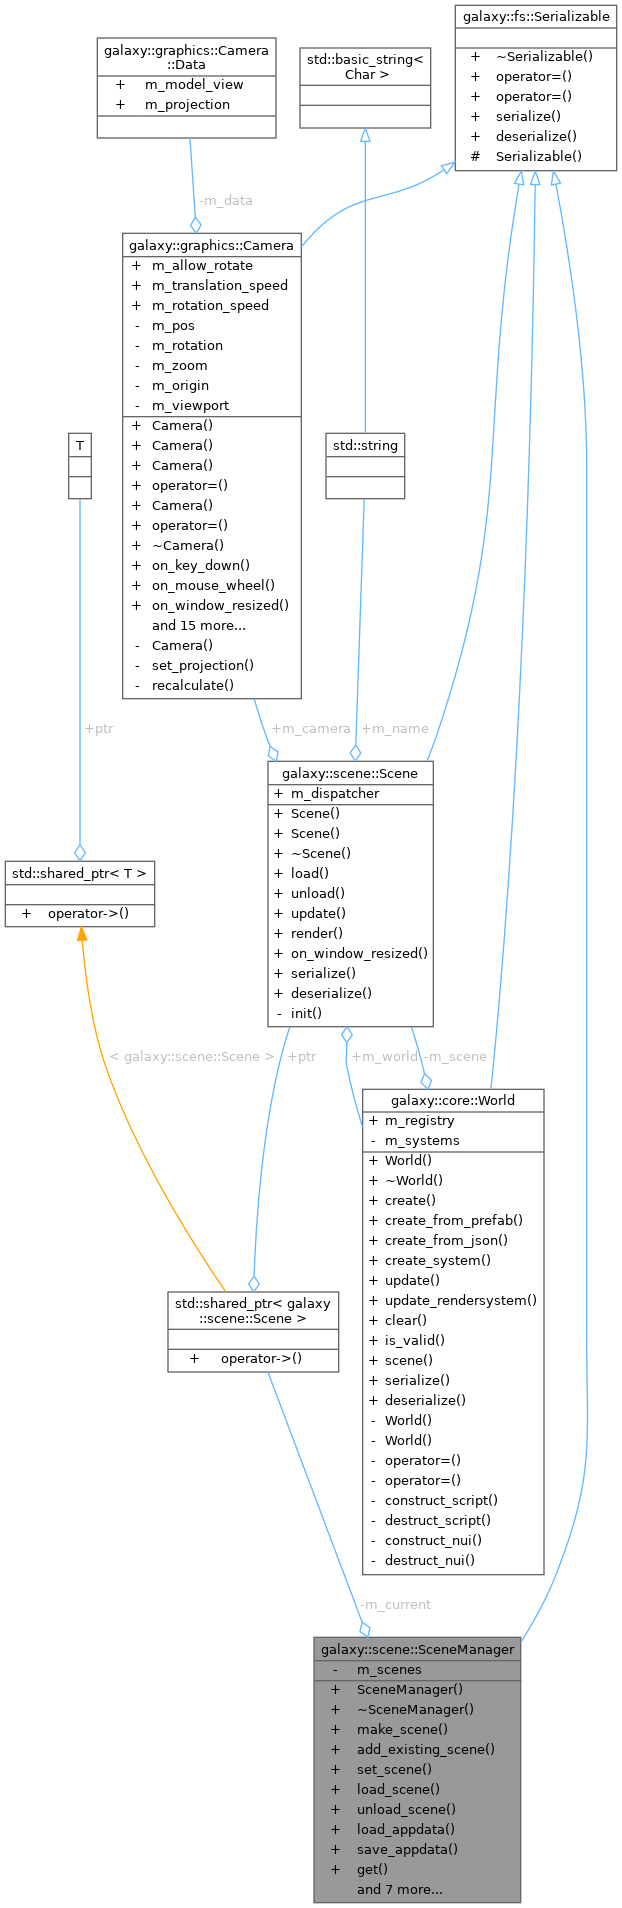 galaxy::fs::Serializable
+ ~Serializable()
+ operator=()
+ operator=()
+ serialize()
+ deserialize()
# Serializable()
galaxy::graphics::Camera
::Data
+ m_model_view
+ m_projection
std::basic_string<
Char >
-m_data
galaxy::graphics::Camera
+ m_allow_rotate
+ m_translation_speed
+ m_rotation_speed
- m_pos
- m_rotation
- m_zoom
- m_origin
- m_viewport
+ Camera()
+ Camera()
+ Camera()
+ operator=()
+ Camera()
+ operator=()
+ ~Camera()
+ on_key_down()
+ on_mouse_wheel()
+ on_window_resized()
and 15 more...
- Camera()
- set_projection()
- recalculate()
T
std::string
+ptr
+m_camera
+m_name
galaxy::scene::Scene
+ m_dispatcher
+ Scene()
+ Scene()
+ ~Scene()
+ load()
+ unload()
+ update()
+ render()
+ on_window_resized()
+ serialize()
+ deserialize()
- init()
std::shared_ptr< T >
+ operator->()
< galaxy::scene::Scene >
+ptr
+m_world
-m_scene
galaxy::core::World
+ m_registry
- m_systems
+ World()
+ ~World()
+ create()
+ create_from_prefab()
+ create_from_json()
+ create_system()
+ update()
+ update_rendersystem()
+ clear()
+ is_valid()
+ scene()
+ serialize()
+ deserialize()
- World()
- World()
- operator=()
- operator=()
- construct_script()
- destruct_script()
- construct_nui()
- destruct_nui()
std::shared_ptr< galaxy
::scene::Scene >
+ operator->()
-m_current
galaxy::scene::SceneManager
- m_scenes
+ SceneManager()
+ ~SceneManager()
+ make_scene()
+ add_existing_scene()
+ set_scene()
+ load_scene()
+ unload_scene()
+ load_appdata()
+ save_appdata()
+ get()
and 7 more...